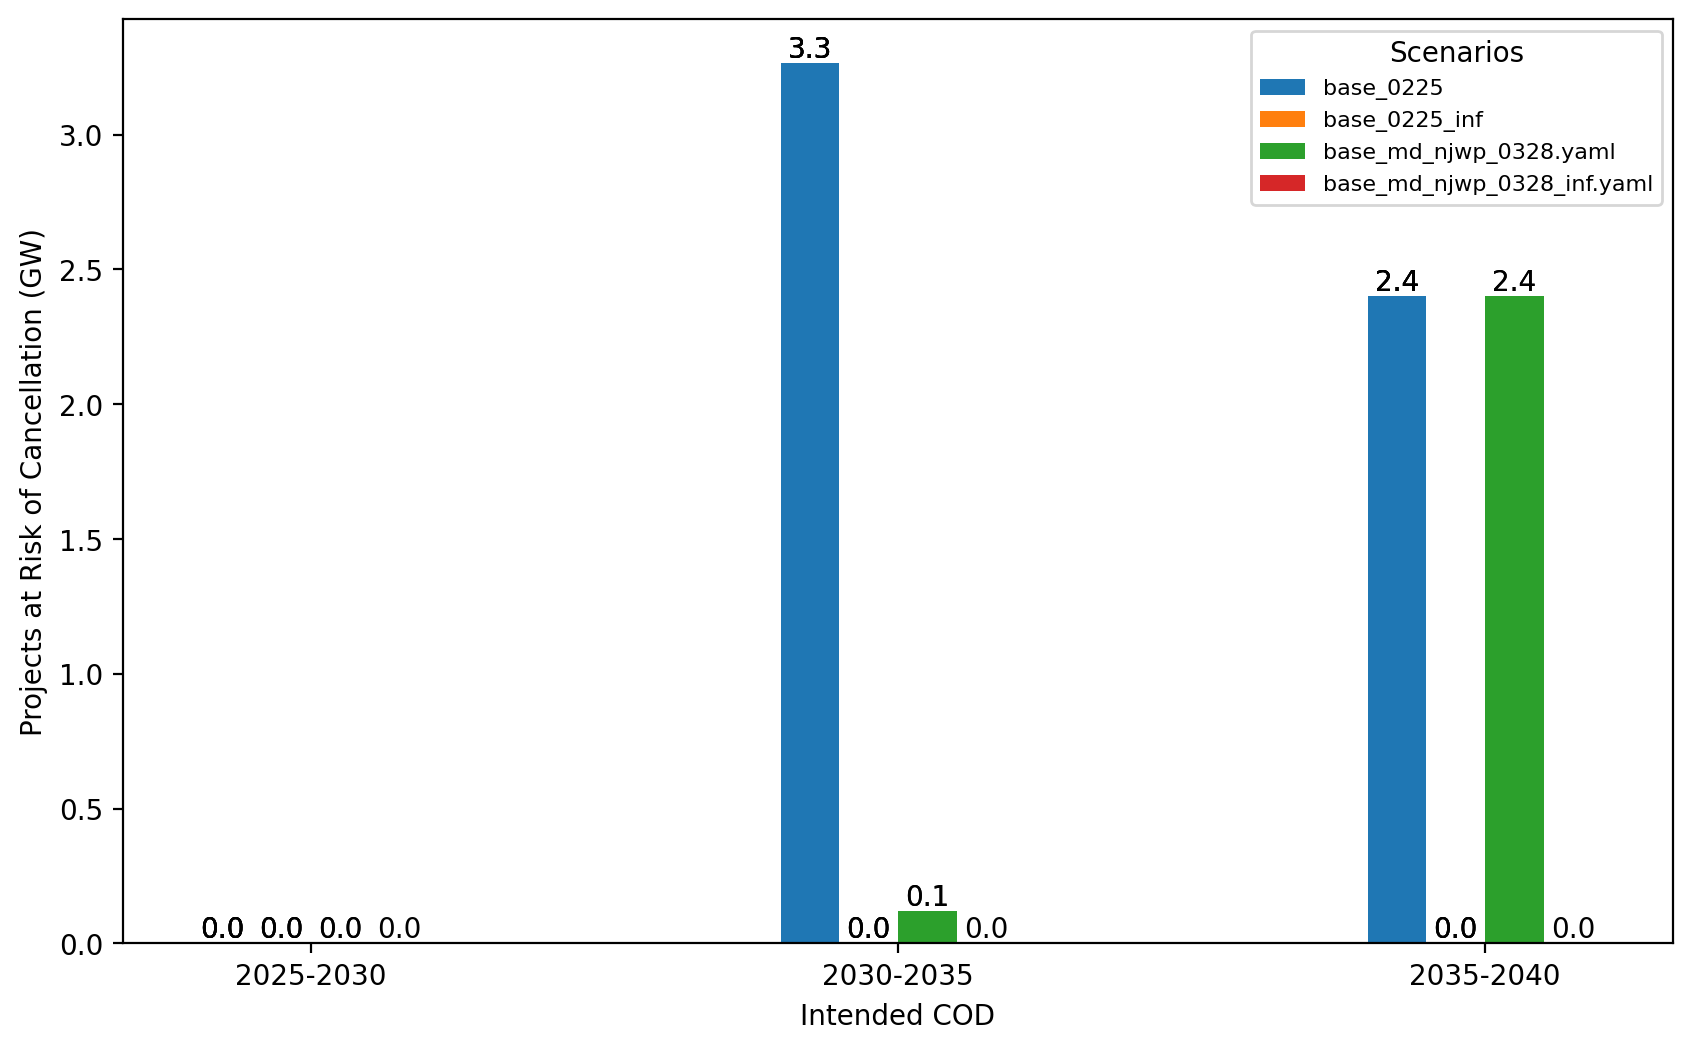 Projects at Risk of Cancellation (GW)
3.0
2.5
2.0
1.5
1.0
0.5
0.0
3.3
2.4
2.4
0.1
0.0 0.0 0.0 0.0
0.0
0.0
0.0
0.0
2025-2030
2030-2035
2035-2040
Intended COD
Scenarios
base_0225
base_0225_inf
base_md_njwp_0328.yaml
base_md_njwp_0328_inf.yaml